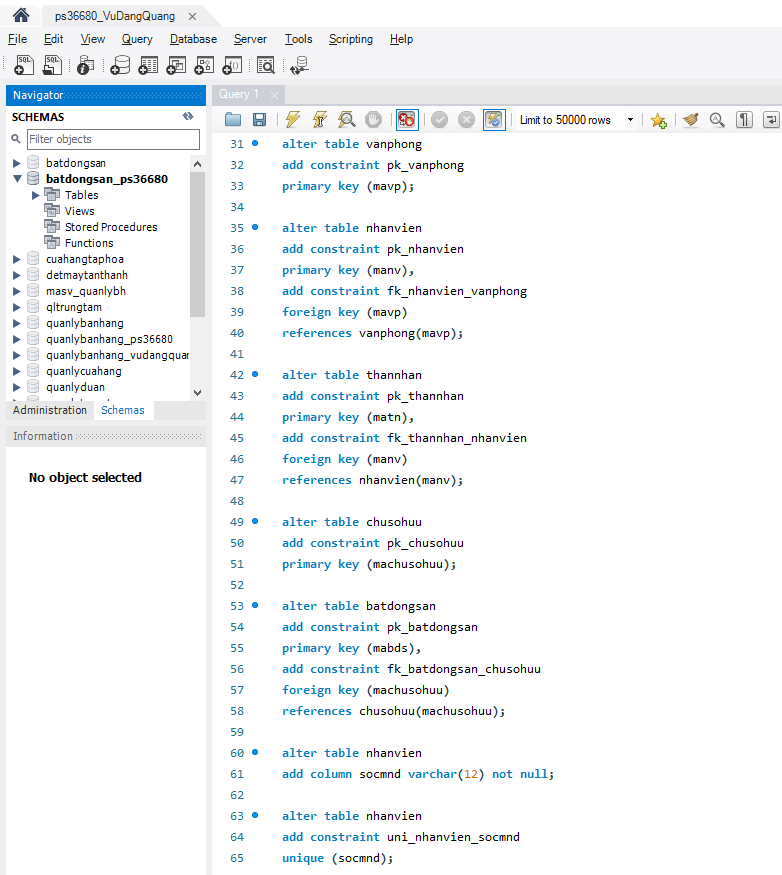 ps36680_VuDangQuang
File Edit View Query Database Server Tools Scripting Help
Navigator
SCHEMAS
Filter objects
batdongsan
batdongsan_ps36680
Tables
Views
Stored Procedures
Functions
cuahangtaphoa
detmaytanthanh
masv_quanlybh
qltrungtam
quanlybanhang
quanlybanhang_ps36680
quanlybanhang_vudangquan
quanlycuahang
quanlyduan
Administration Schemas
Information
No object selected
Query 1
Limit to 50000 rows
31 alter table vanphong
32 add constraint pk_vanphong
33 primary key (mavp);
34
35 alter table nhanvien
36 add constraint pk_nhanvien
37 primary key (manv),
38 add constraint fk_nhanvien_vanphong
39 foreign key (mavp)
40 references vanphong(mavp);
41
42 alter table thannhan
43 add constraint pk_thannhan
44 primary key (matn),
45 add constraint fk_thannhan_nhanvien
46 foreign key (manv)
47 references nhanvien(manv);
48
49 alter table chusohuu
50 add constraint pk_chusohuu
51 primary key (machusohuu);
52
53 alter table batdongsan
54 add constraint pk_batdongsan
55 primary key (mabds),
56 add constraint fk_batdongsan_chusohuu
57 foreign key (machusohuu)
58 references chusohuu(machusohuu);
59
60 alter table nhanvien
61 add column socmnd varchar(12) not null;
62
63 alter table nhanvien
64 add constraint uni_nhanvien_socmnd
65 unique (socmnd);